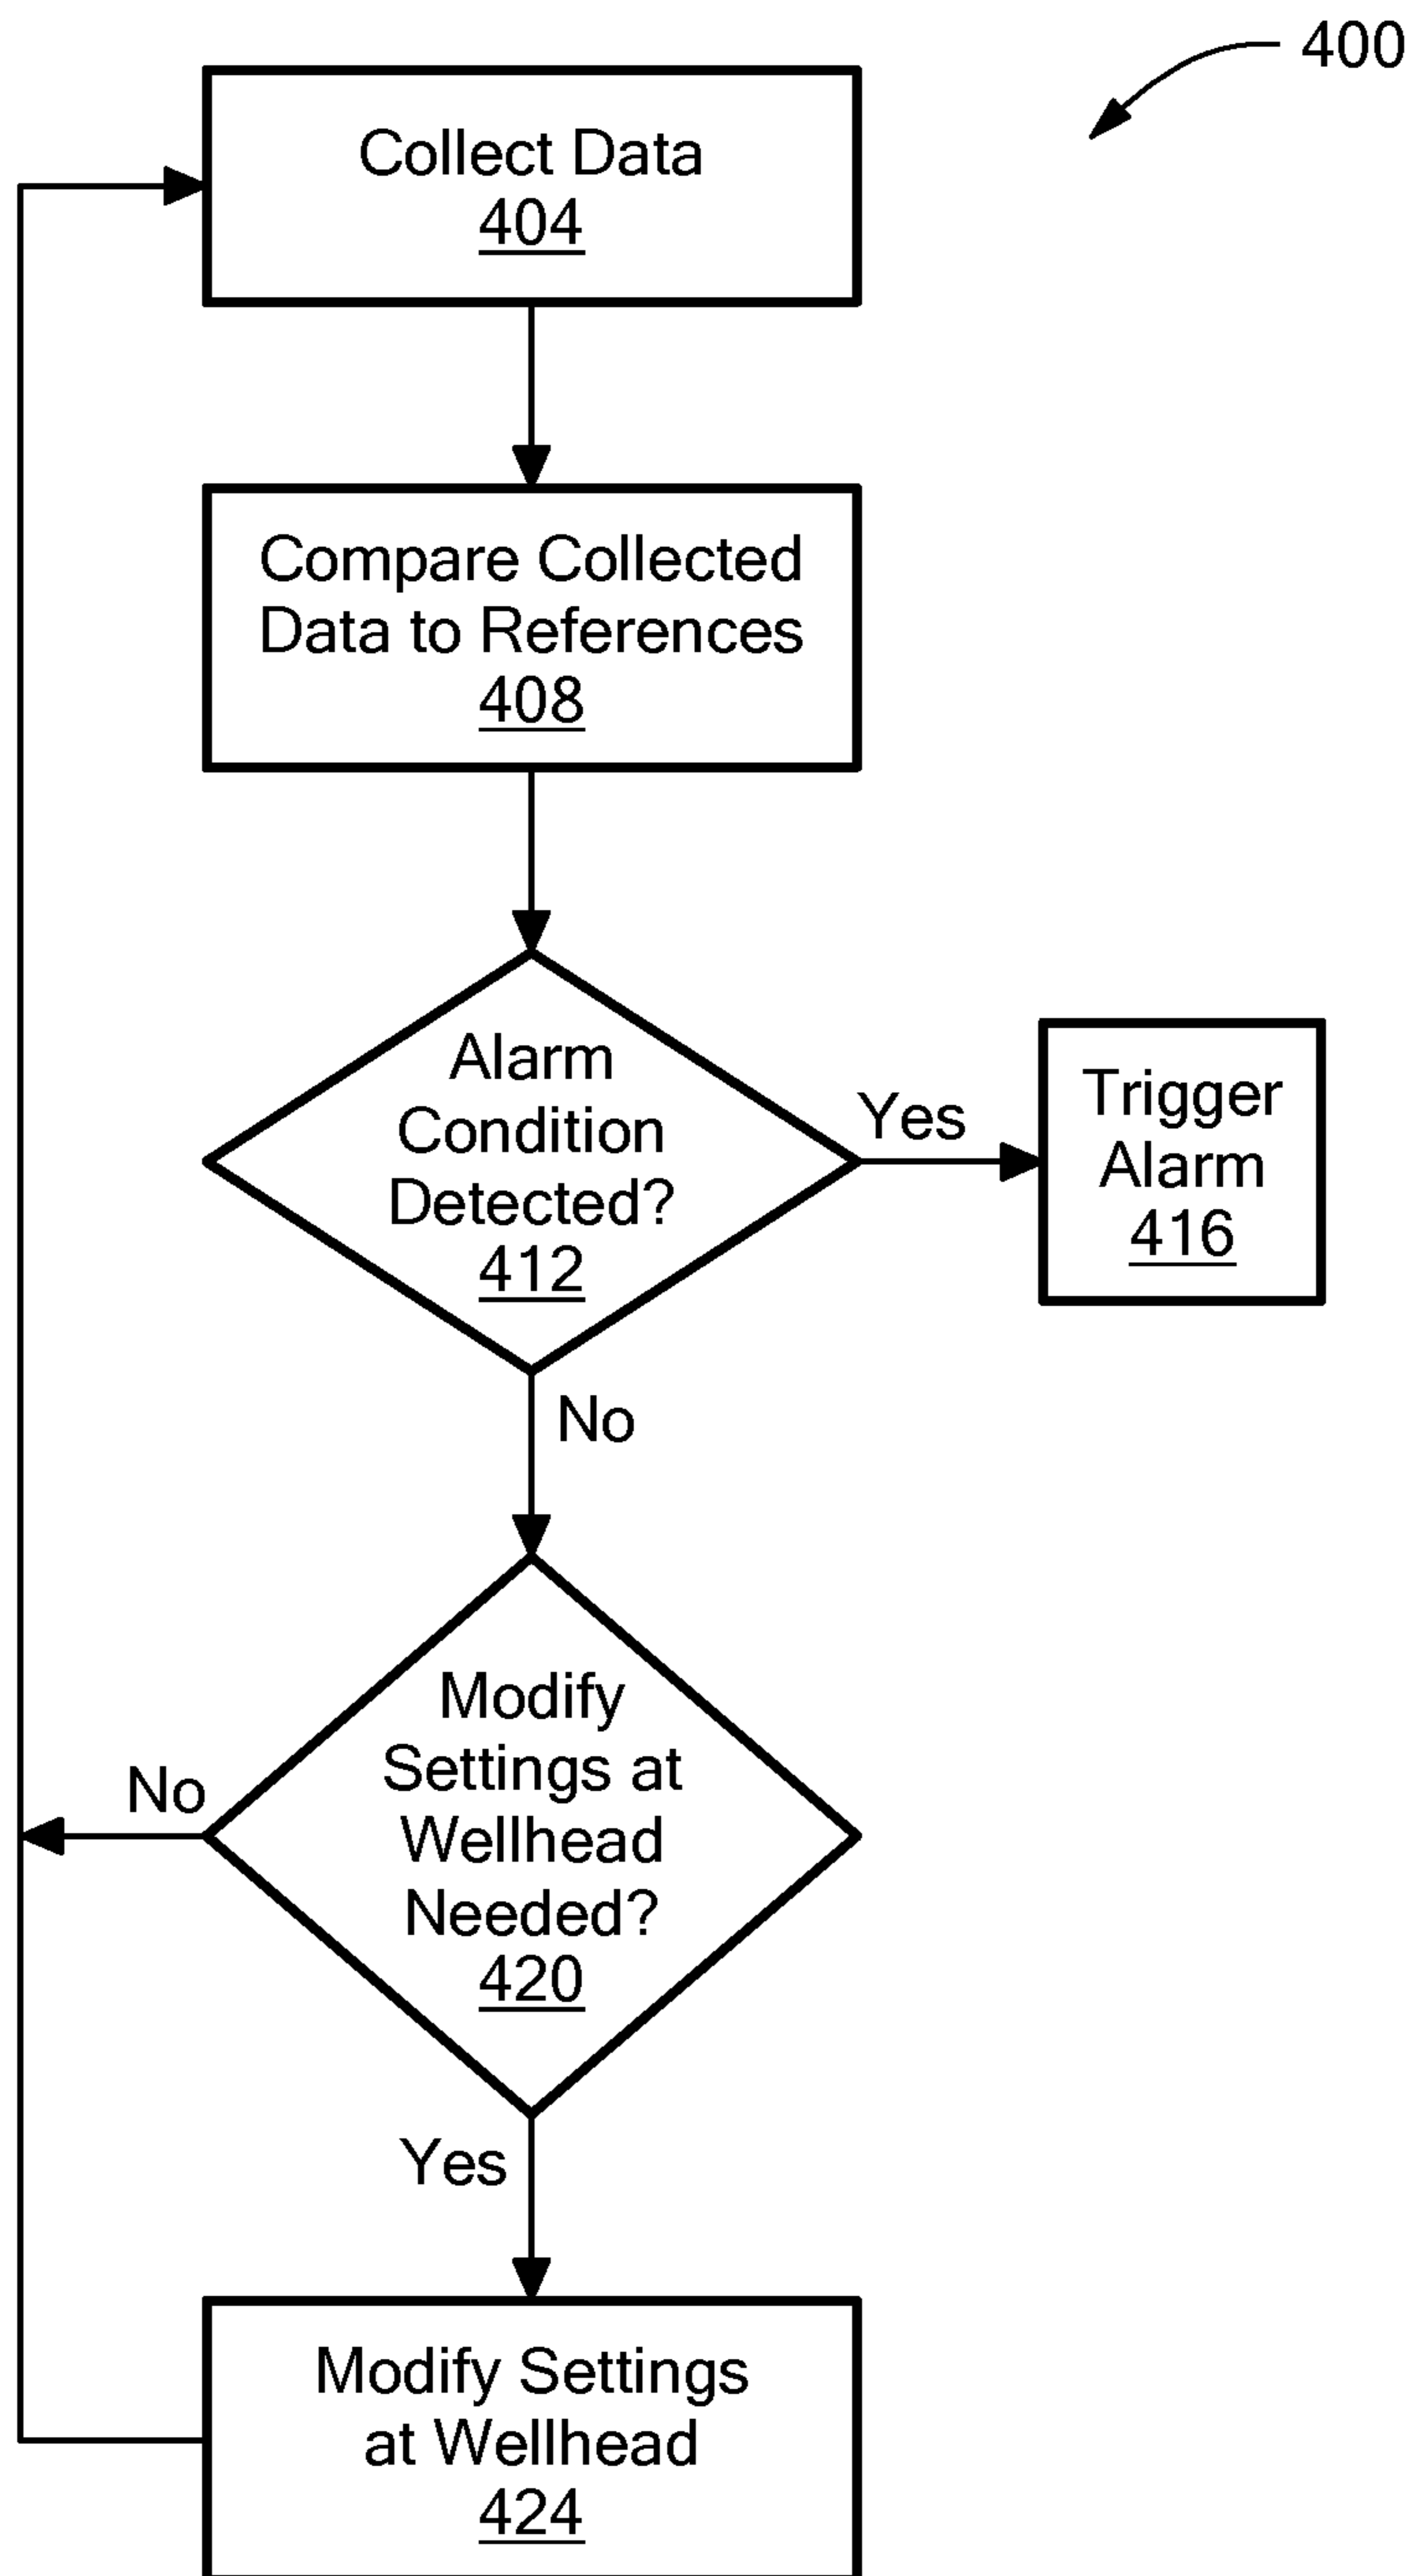 400
Collect Data
404
Compare Collected
Data to References
408
Alarm
Condition
Detected?
412
Yes
Trigger
Alarm
416
No
Modify
Settings at
Wellhead
Needed?
420
No
Yes
Modify Settings
at Wellhead
424